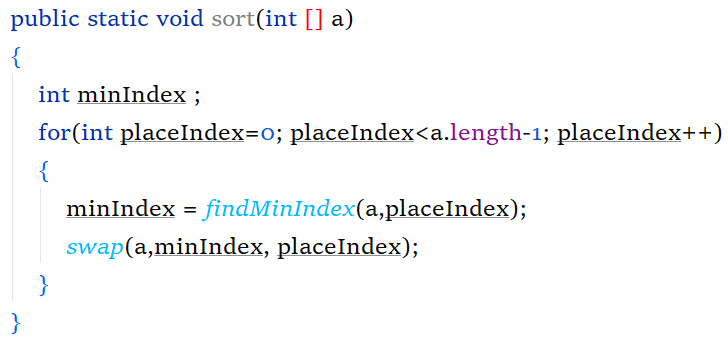 public static void sort(int [] a)
{
int minIndex ;
for(int placeIndex=0; placeIndex<a.length-1; placeIndex++)
{
minIndex = findMinIndex(a,placeIndex);
swap(a,minIndex, placeIndex);
}
}